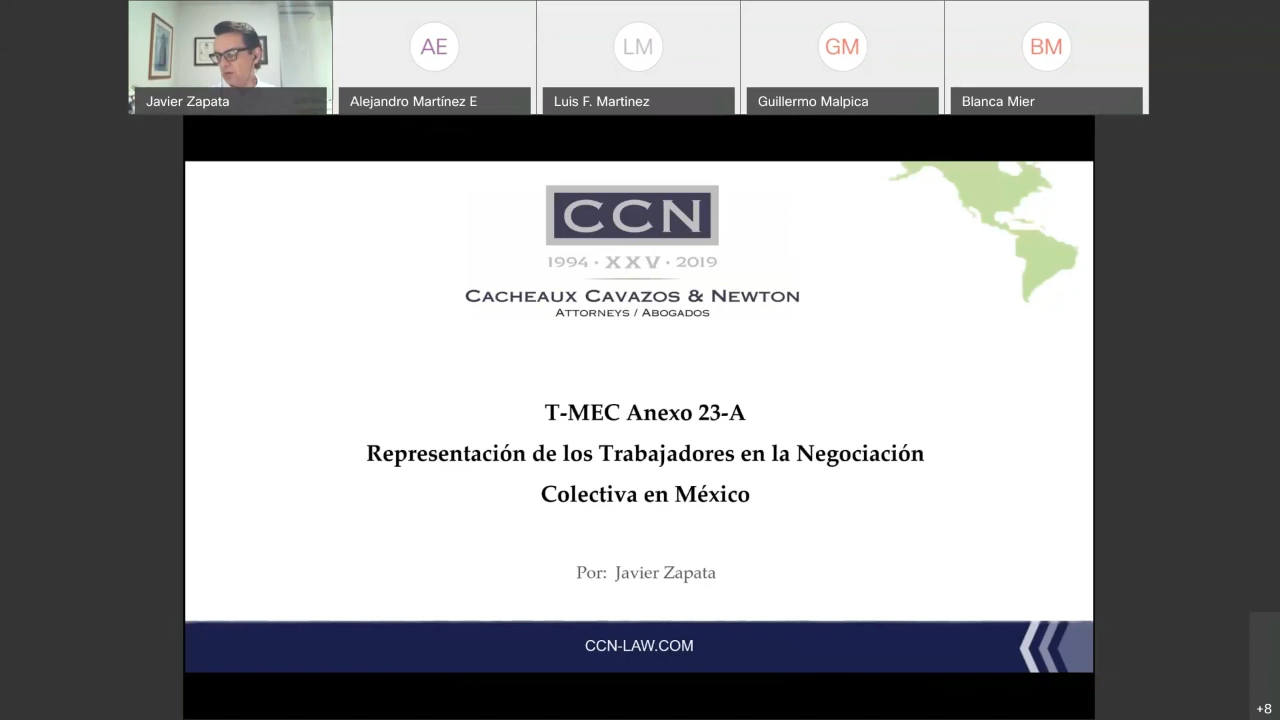 AE
LM
GM
BM
Javier Zapata
Alejandro Martínez E
Luis F. Martinez
Guillermo Malpica
Blanca Mier
CCN
1994 · XXV · 2019
CACHEAUX CAVAZOS & NEWTON
ATTORNEYS / ABOGADOS
T-MEC Anexo 23-A
Representación de los Trabajadores en la Negociación
Colectiva en México
Por: Javier Zapata
CCN-LAW.COM
+8